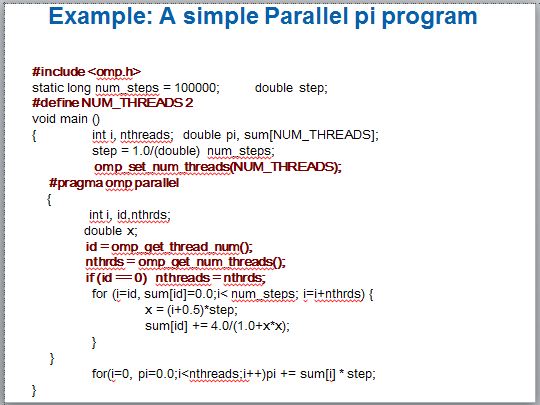 Example: A simple Parallel pi program
#include <omp.h>
static long num_steps = 100000; double step;
#define NUM_THREADS 2
void main ()
{ int i, nthreads; double pi, sum[NUM_THREADS];
step = 1.0/(double) num_steps;
omp_set_num_threads(NUM_THREADS);
#pragma omp parallel
{
int i, id,nthrds;
double x;
id = omp_get_thread_num();
nthrds = omp_get_num_threads();
if (id == 0) nthreads = nthrds;
for (i=id, sum[id]=0.0;i< num_steps; i=i+nthrds) {
x = (i+0.5)*step;
sum[id] += 4.0/(1.0+x*x);
}
}
for(i=0, pi=0.0;i<nthreads;i++)pi += sum[i] * step;
}